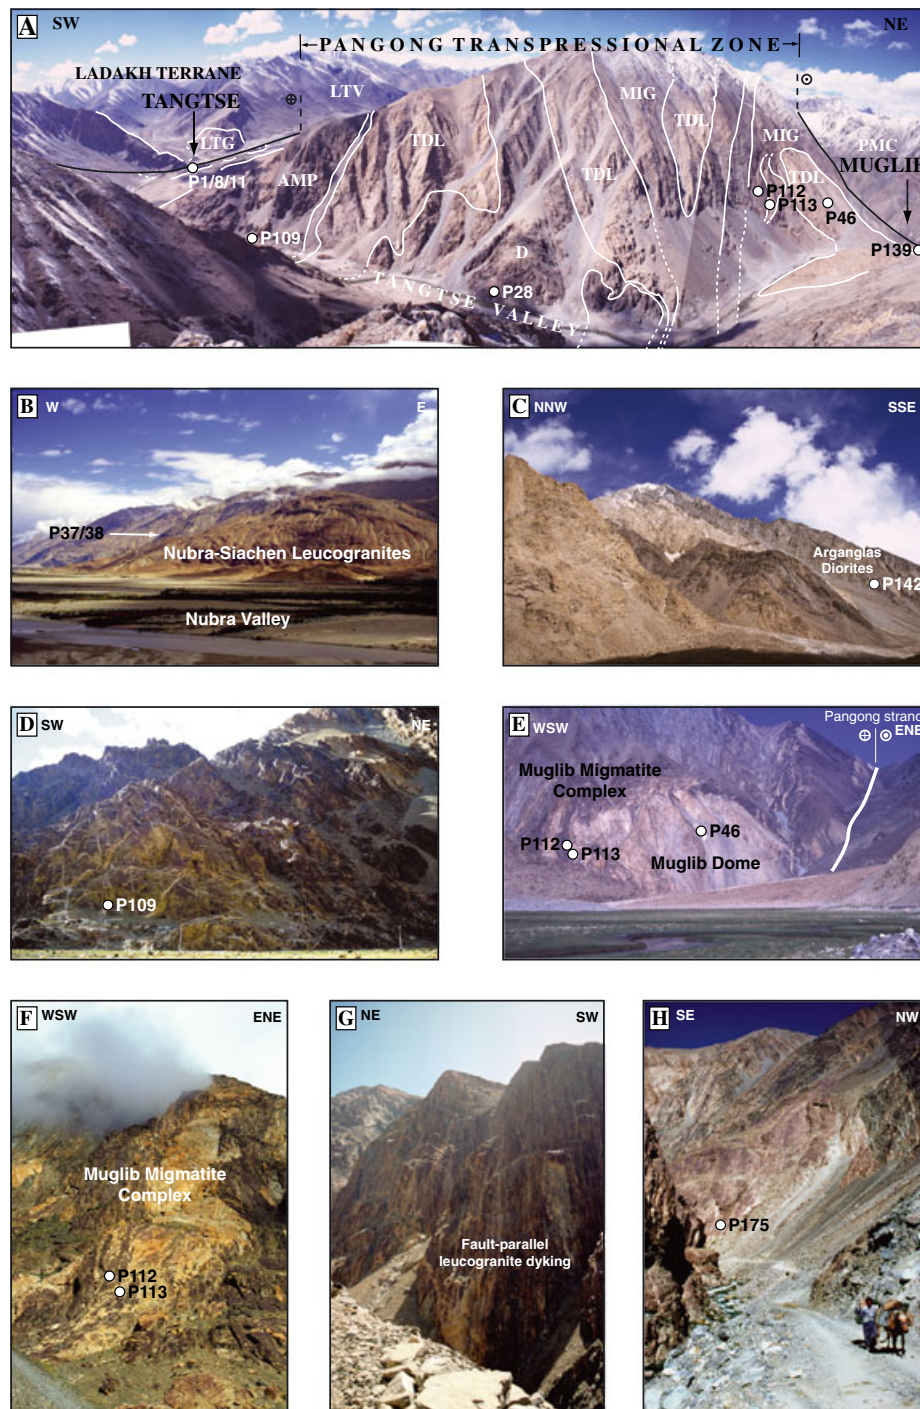 A SW NE
PANGONG TRANSPRESSIONAL ZONE
LADAKH TERRANE
TANGTSE
LTV
MIG
LTG
TDL
TDL
MIG
PMC
P1/8/11
AMP
TDL
TDL
MUGLIB
P112
P113
P46
P109
D
P139
P28
TANGTSE VALLEY
B W E
P37/38
Nubra-Siachen Leucogranites
Nubra Valley
C NNW SSE
Arganglas
Diorites
P142
D SW NE
P109
E WSW
Pangong strand
ENE
Muglib Migmatite
Complex
P46
P112
P113
Muglib Dome
F WSW ENE
Muglib Migmatite
Complex
P112
P113
G NE SW
Fault-parallel
leucogranite dyking
H SE NW
P175